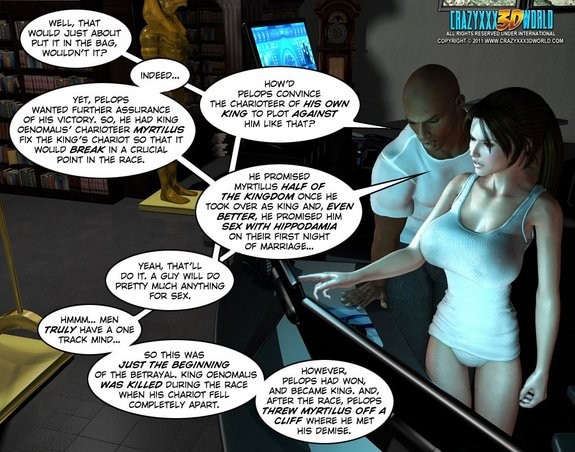 CRAZYXXX3DWORLD
ALL RIGHTS RESERVED UNDER INTERNATIONAL
COPYRIGHT © 2011 WWW.CRAZYXXX3DWORLD.COM
WELL, THAT
WOULD JUST ABOUT
PUT IT IN THE BAG,
WOULDN'T IT?
INDEED...
HOW'D
PELOPS CONVINCE
THE CHARIOTEER OF HIS OWN
KING TO PLOT AGAINST
HIM LIKE THAT?
YET, PELOPS
WANTED FURTHER ASSURANCE
OF HIS VICTORY. SO, HE HAD KING
OENOMALIS' CHARIOTEER MYRTILUS
FIX THE KING'S CHARIOT SO THAT IT
WOULD BREAK IN A CRUCIAL
POINT IN THE RACE.
HE PROMISED
MYRTILUS HALF OF
THE KINGDOM ONCE HE
TOOK OVER AS KING AND, EVEN
BETTER, HE PROMISED HIM
SEX WITH HIPPODAMIA
ON THEIR FIRST NIGHT
OF MARRIAGE...
YEAH, THAT'LL
DO IT. A GUY WILL DO
PRETTY MUCH ANYTHING
FOR SEX.
HMMM... MEN
TRULY HAVE A ONE
TRACK MIND...
SO THIS WAS
JUST THE BEGINNING
OF THE BETRAYAL. KING OENOMALIS
WAS KILLED DURING THE RACE
WHEN HIS CHARIOT FELL
COMPLETELY APART.
HOWEVER,
PELOPS HAD WON,
AND BECAME KING. AND,
AFTER THE RACE, PELOPS
THREW MYRTILUS OFF A
CLIFF WHERE HE MET
HIS DEMISE.